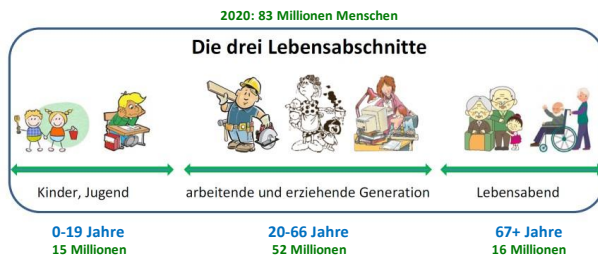 2020: 83 Millionen Menschen
Die drei Lebensabschnitte
Kinder, Jugend
arbeitende und erziehende Generation
Lebensabend
0-19 Jahre
20-66 Jahre
67+ Jahre
15 Millionen
52 Millionen
16 Millionen